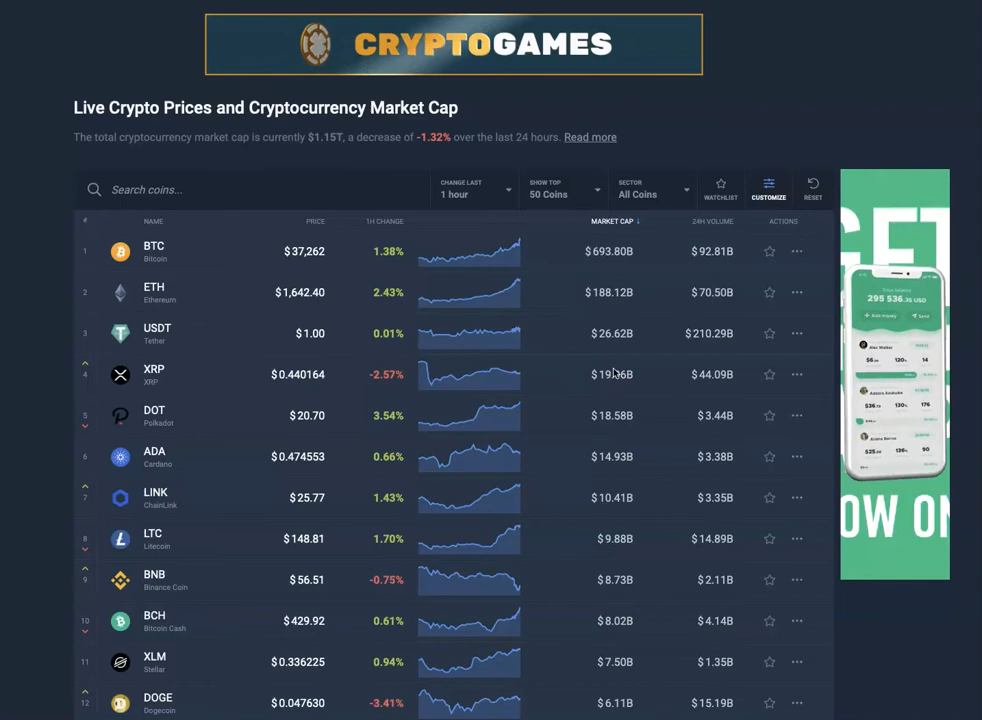 CRYPTOGAMES
Live Crypto Prices and Cryptocurrency Market Cap
The total cryptocurrency market cap is currently $1.15T, a decrease of -1.32% over the last 24 hours. Read more
Search coins...
CHANGE LAST
1 hour
SHOW TOP
50 Coins
SECTOR
All Coins
WATCHLIST
CUSTOMIZE
RESET
# NAME PRICE 1H CHANGE MARKET CAP ↓ 24H VOLUME ACTIONS
1 BTC Bitcoin $37,262 1.38% $693.80B $92.81B
2 ETH Ethereum $1,642.40 2.43% $188.12B $70.50B
3 USDT Tether $1.00 0.01% $26.62B $210.29B
4 XRP XRP $0.440164 -2.57% $44.09B
5 DOT Polkadot $20.70 3.54% $18.58B $3.44B
6 ADA Cardano $0.474553 0.66% $14.93B $3.38B
7 LINK ChainLink $25.77 1.43% $10.41B $3.35B
8 LTC Litecoin $148.81 1.70% $9.88B $14.89B
9 BNB Binance Coin $56.51 -0.75% $8.73B $2.11B
10 BCH Bitcoin Cash $429.92 0.61% $8.02B $4.14B
11 XLM Stellar $0.336225 0.94% $7.50B $1.35B
12 DOGE Dogecoin $0.047630 -3.41% $6.11B $15.19B
GET
295 536.35 USD
Add money
Send
OW ON